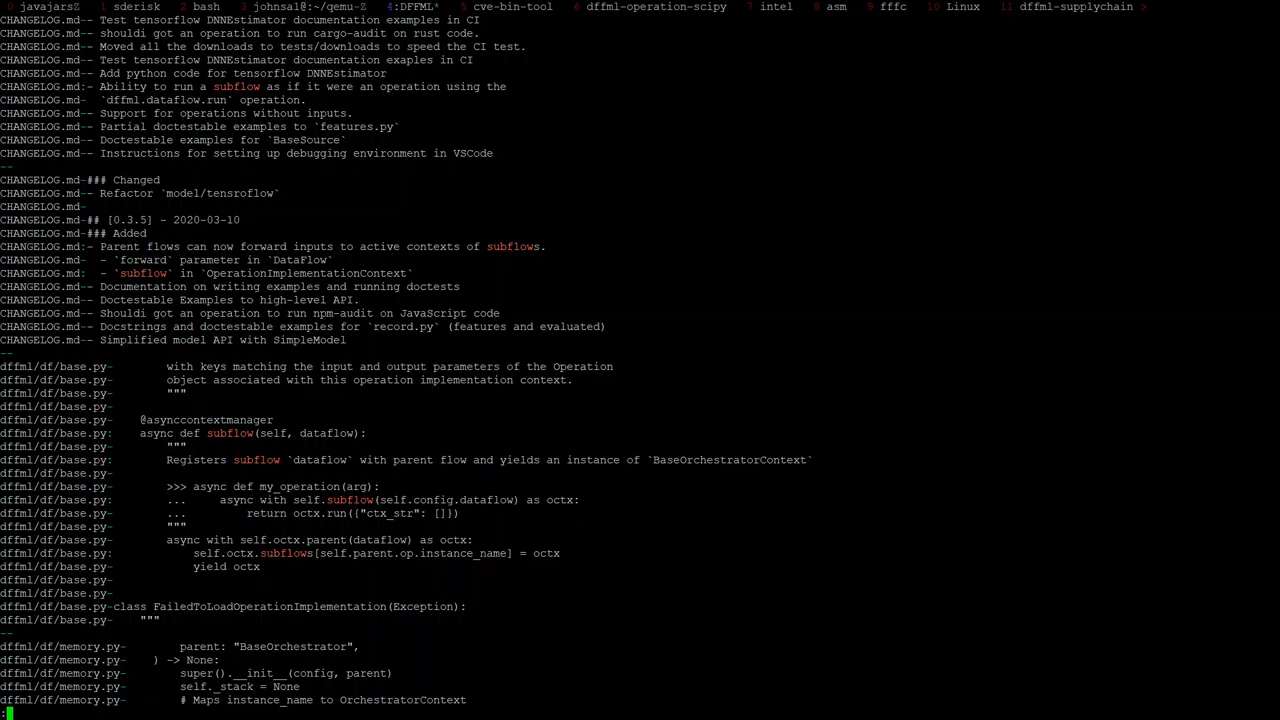 0 javajarsZ 1 sderisk 2 bash 3 johnsa1@:~/qemu-Z 4:DFFML* 5 cve-bin-tool 6 dffml-operation-scipy 7 intel 8 asm 9 fffc 10 Linux 11 dffml-supplychain >
CHANGELOG.md-- Test tensorflow DNNEstimator documentation examples in CI
CHANGELOG.md-- shouldi got an operation to run cargo-audit on rust code.
CHANGELOG.md-- Moved all the downloads to tests/downloads to speed the CI test.
CHANGELOG.md-- Test tensorflow DNNEstimator documentation exaples in CI
CHANGELOG.md-- Add python code for tensorflow DNNEstimator
CHANGELOG.md:- Ability to run a subflow as if it were an operation using the
CHANGELOG.md-  `dffml.dataflow.run` operation.
CHANGELOG.md-- Support for operations without inputs.
CHANGELOG.md-- Partial doctestable examples to `features.py`
CHANGELOG.md-- Doctestable examples for `BaseSource`
CHANGELOG.md-- Instructions for setting up debugging environment in VSCode
--
CHANGELOG.md-### Changed
CHANGELOG.md-- Refactor `model/tensroflow`
CHANGELOG.md-
CHANGELOG.md-## [0.3.5] - 2020-03-10
CHANGELOG.md-### Added
CHANGELOG.md:- Parent flows can now forward inputs to active contexts of subflows.
CHANGELOG.md-  - `forward` parameter in `DataFlow`
CHANGELOG.md:  - `subflow` in `OperationImplementationContext`
CHANGELOG.md-- Documentation on writing examples and running doctests
CHANGELOG.md-- Doctestable Examples to high-level API.
CHANGELOG.md-- Shouldi got an operation to run npm-audit on JavaScript code
CHANGELOG.md-- Docstrings and doctestable examples for `record.py` (features and evaluated)
CHANGELOG.md-- Simplified model API with SimpleModel
--
dffml/df/base.py-        with keys matching the input and output parameters of the Operation
dffml/df/base.py-        object associated with this operation implementation context.
dffml/df/base.py-        """
dffml/df/base.py-
dffml/df/base.py-    @asynccontextmanager
dffml/df/base.py:    async def subflow(self, dataflow):
dffml/df/base.py-        """
dffml/df/base.py:        Registers subflow `dataflow` with parent flow and yields an instance of `BaseOrchestratorContext`
dffml/df/base.py-
dffml/df/base.py-        >>> async def my_operation(arg):
dffml/df/base.py:        ...     async with self.subflow(self.config.dataflow) as octx:
dffml/df/base.py-        ...         return octx.run({"ctx_str": []})
dffml/df/base.py-        """
dffml/df/base.py-        async with self.octx.parent(dataflow) as octx:
dffml/df/base.py:            self.octx.subflows[self.parent.op.instance_name] = octx
dffml/df/base.py-            yield octx
dffml/df/base.py-
dffml/df/base.py-
dffml/df/base.py-class FailedToLoadOperationImplementation(Exception):
dffml/df/base.py-    """
--
dffml/df/memory.py-        parent: "BaseOrchestrator",
dffml/df/memory.py-    ) -> None:
dffml/df/memory.py-        super().__init__(config, parent)
dffml/df/memory.py-        self._stack = None
dffml/df/memory.py-        # Maps instance_name to OrchestratorContext
: